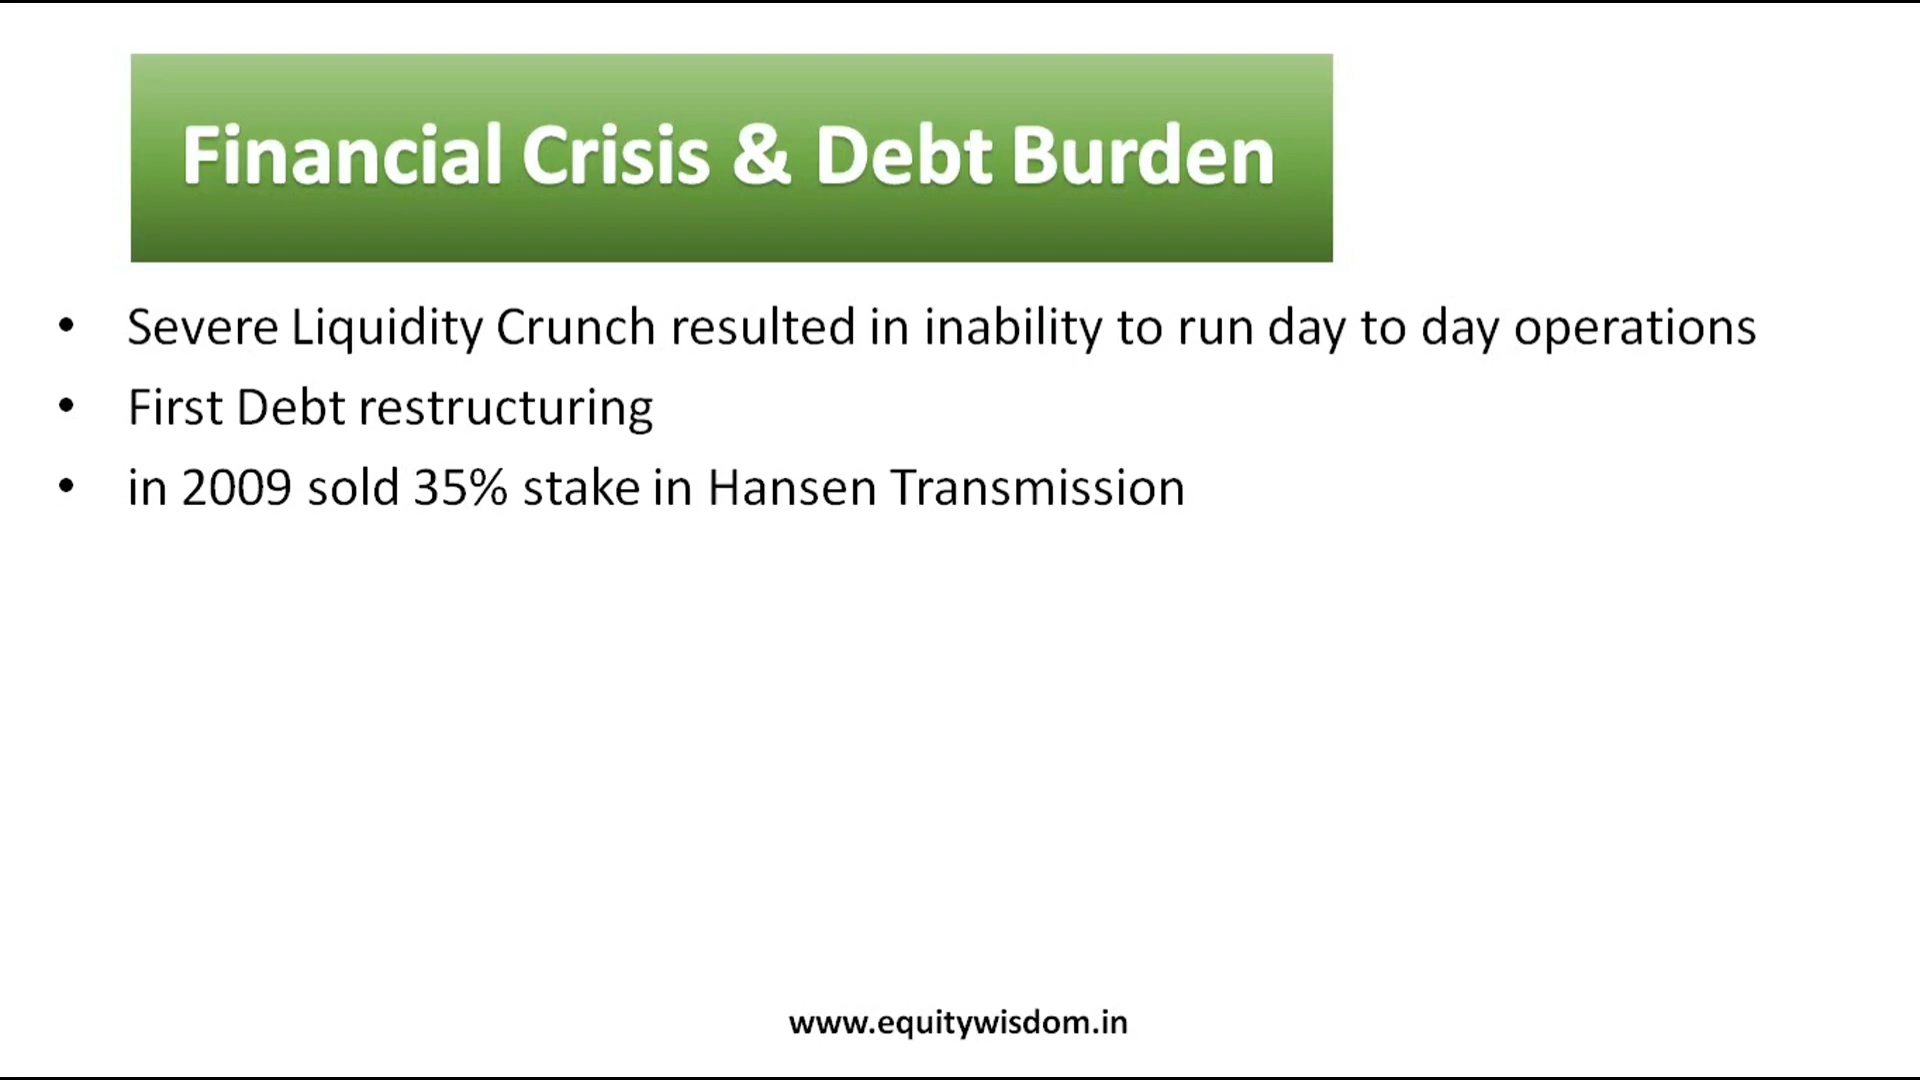 Financial Crisis & Debt Burden
• Severe Liquidity Crunch resulted in inability to run day to day operations
• First Debt restructuring
• in 2009 sold 35% stake in Hansen Transmission
www.equitywisdom.in